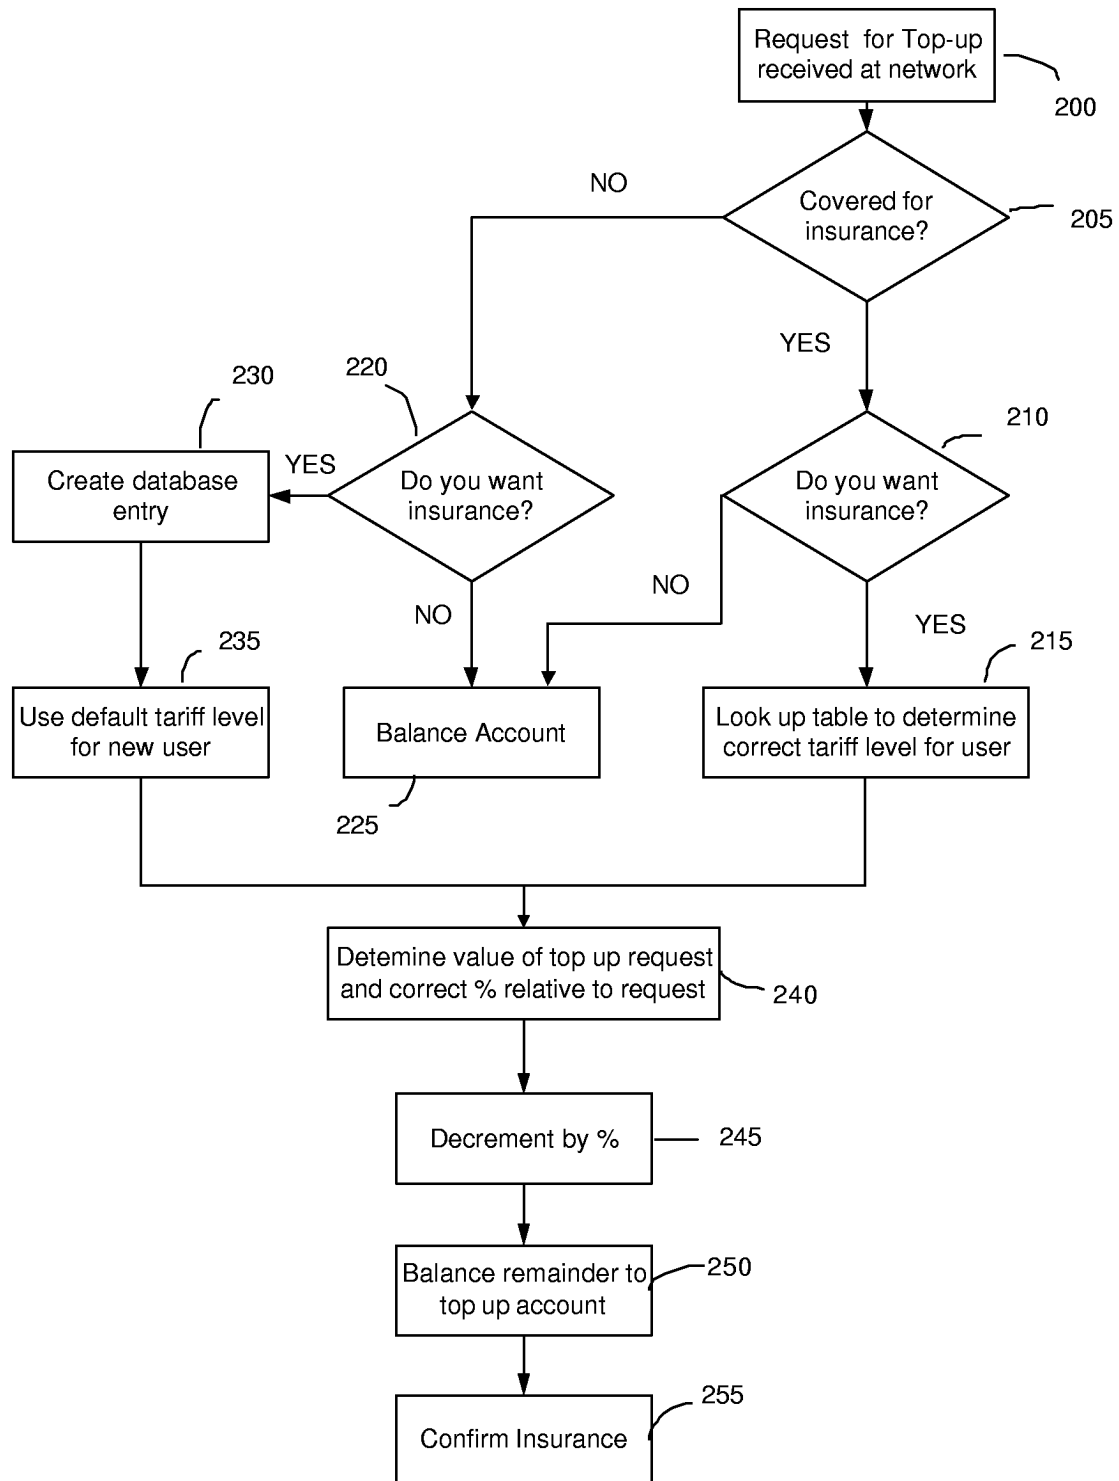 Request for Top-up
received at network
200
Covered for
insurance?
205
NO
YES
230
220
210
Create database
entry
YES
Do you want
insurance?
Do you want
insurance?
NO
NO
YES
235
215
Use default tariff level
for new user
Balance Account
Look up table to determine
correct tariff level for user
225
Detemine value of top up request
and correct % relative to request
240
Decrement by %
245
Balance remainder to
top up account
250
Confirm Insurance
255